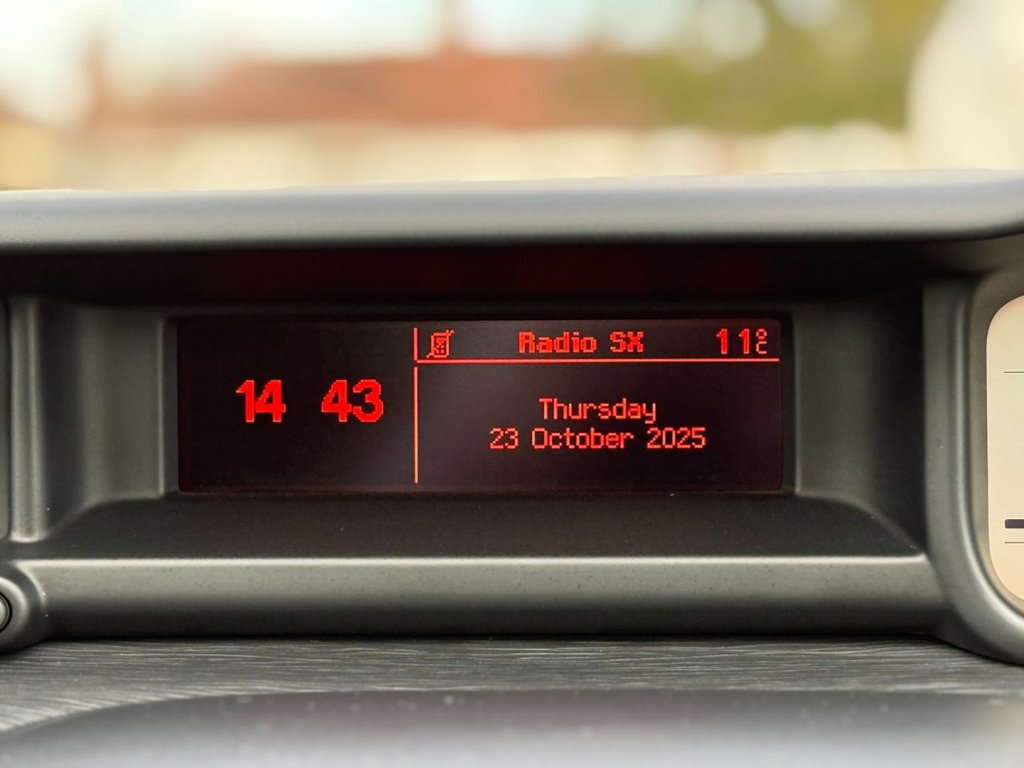 14 43
Radio SX 11°C
Thursday
23 October 2025